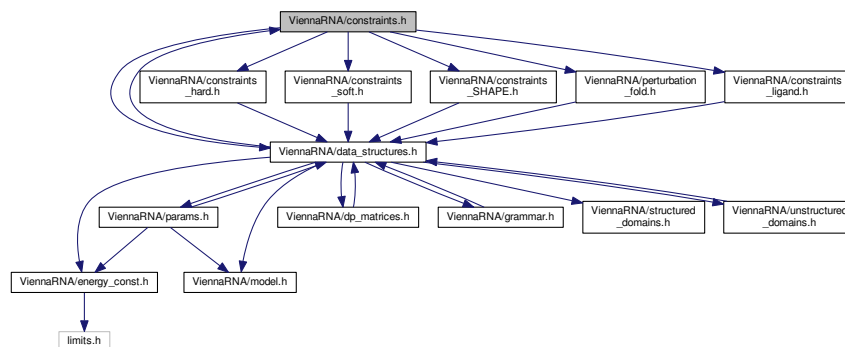 ViennaRNA/constraints.h
ViennaRNA/constraints
_hard.h
ViennaRNA/constraints
_soft.h
ViennaRNA/constraints
_SHAPE.h
ViennaRNA/perturbation
_fold.h
ViennaRNA/constraints
_ligand.h
ViennaRNA/data_structures.h
ViennaRNA/params.h
ViennaRNA/dp_matrices.h
ViennaRNA/grammar.h
ViennaRNA/structured
_domains.h
ViennaRNA/unstructured
_domains.h
ViennaRNA/energy_const.h
ViennaRNA/model.h
limits.h